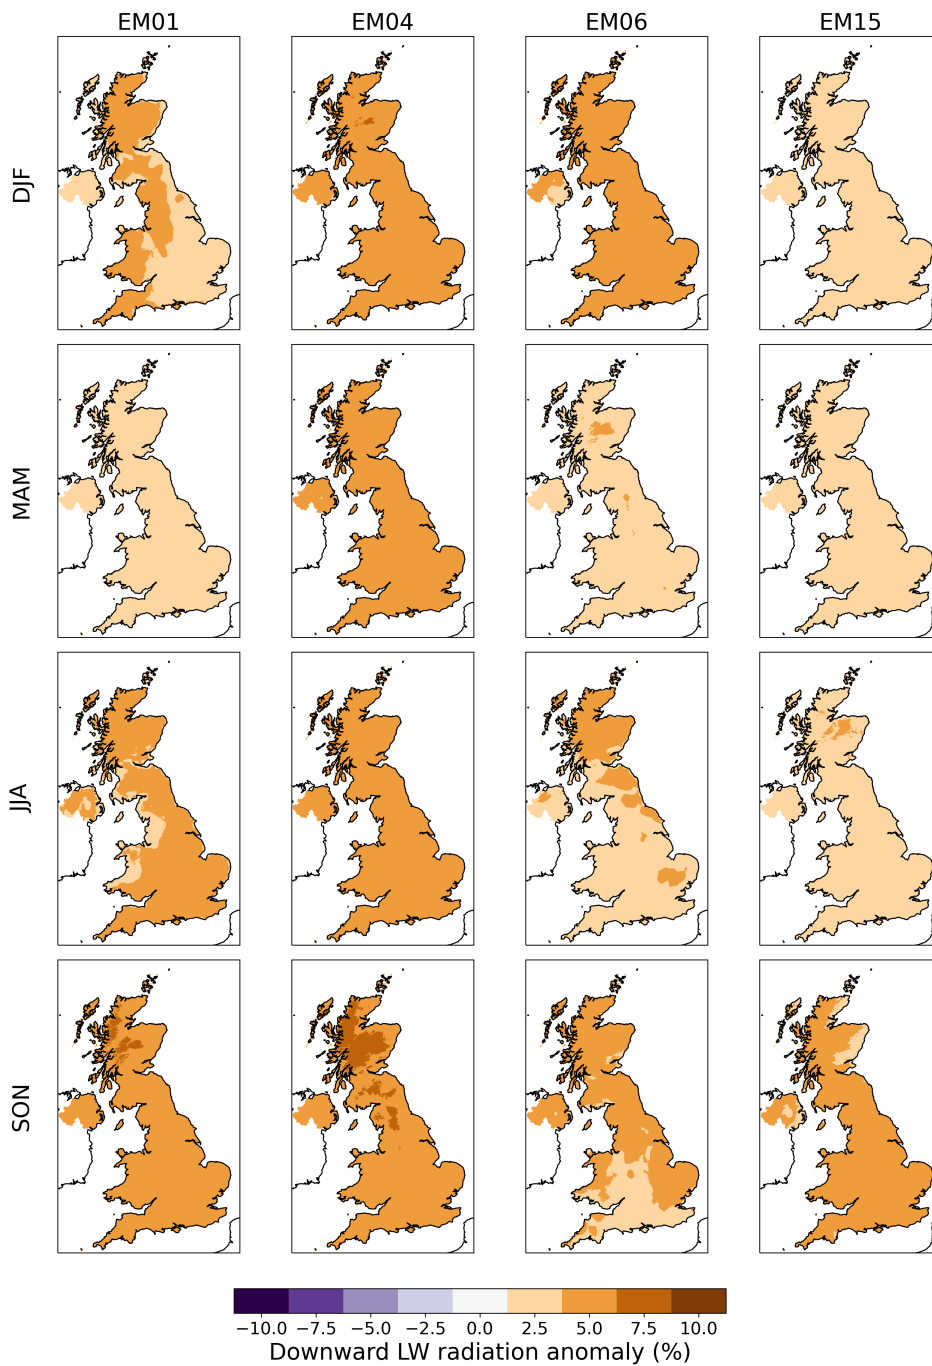 EM01 EM04 EM06 EM15
DJF
MAM
JJA
SON
−10.0 −7.5 −5.0 −2.5 0.0 2.5 5.0 7.5 10.0
Downward LW radiation anomaly (%)